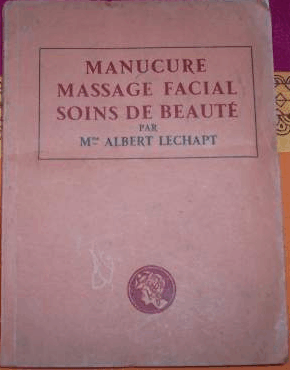 MANUCURE
MASSAGE FACIAL
SOINS DE BEAUTÉ
PAR
Mme ALBERT LECHAPT